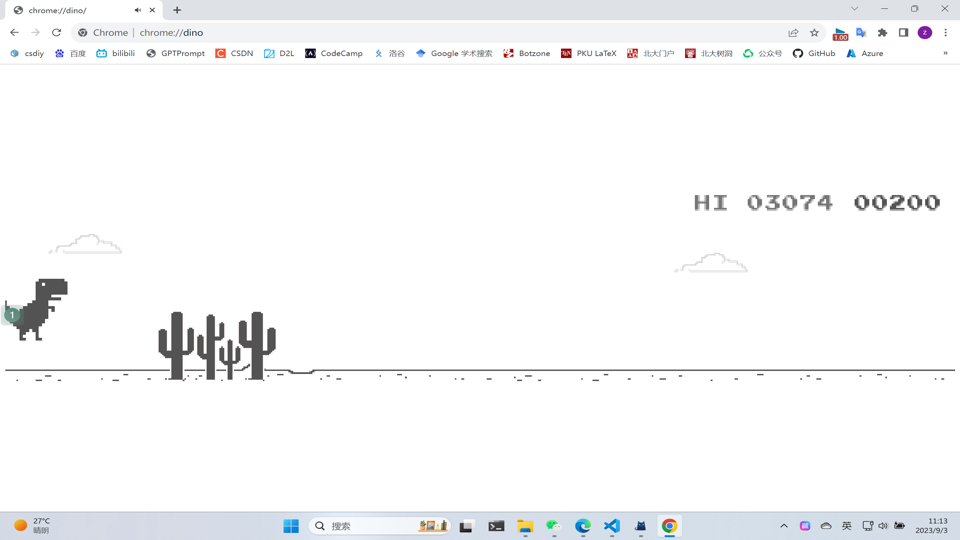 chrome://dino/
Chrome | chrome://dino
1.00
z
csdiy 百度 bilibili GPTPrompt CSDN D2L CodeCamp 洛谷 Google 学术搜索 Botzone PKU LaTeX 北大门户 北大树洞 公众号 GitHub Azure »
HI 03074 00200
1
27°C
晴朗
搜索
英
11:13
2023/9/3